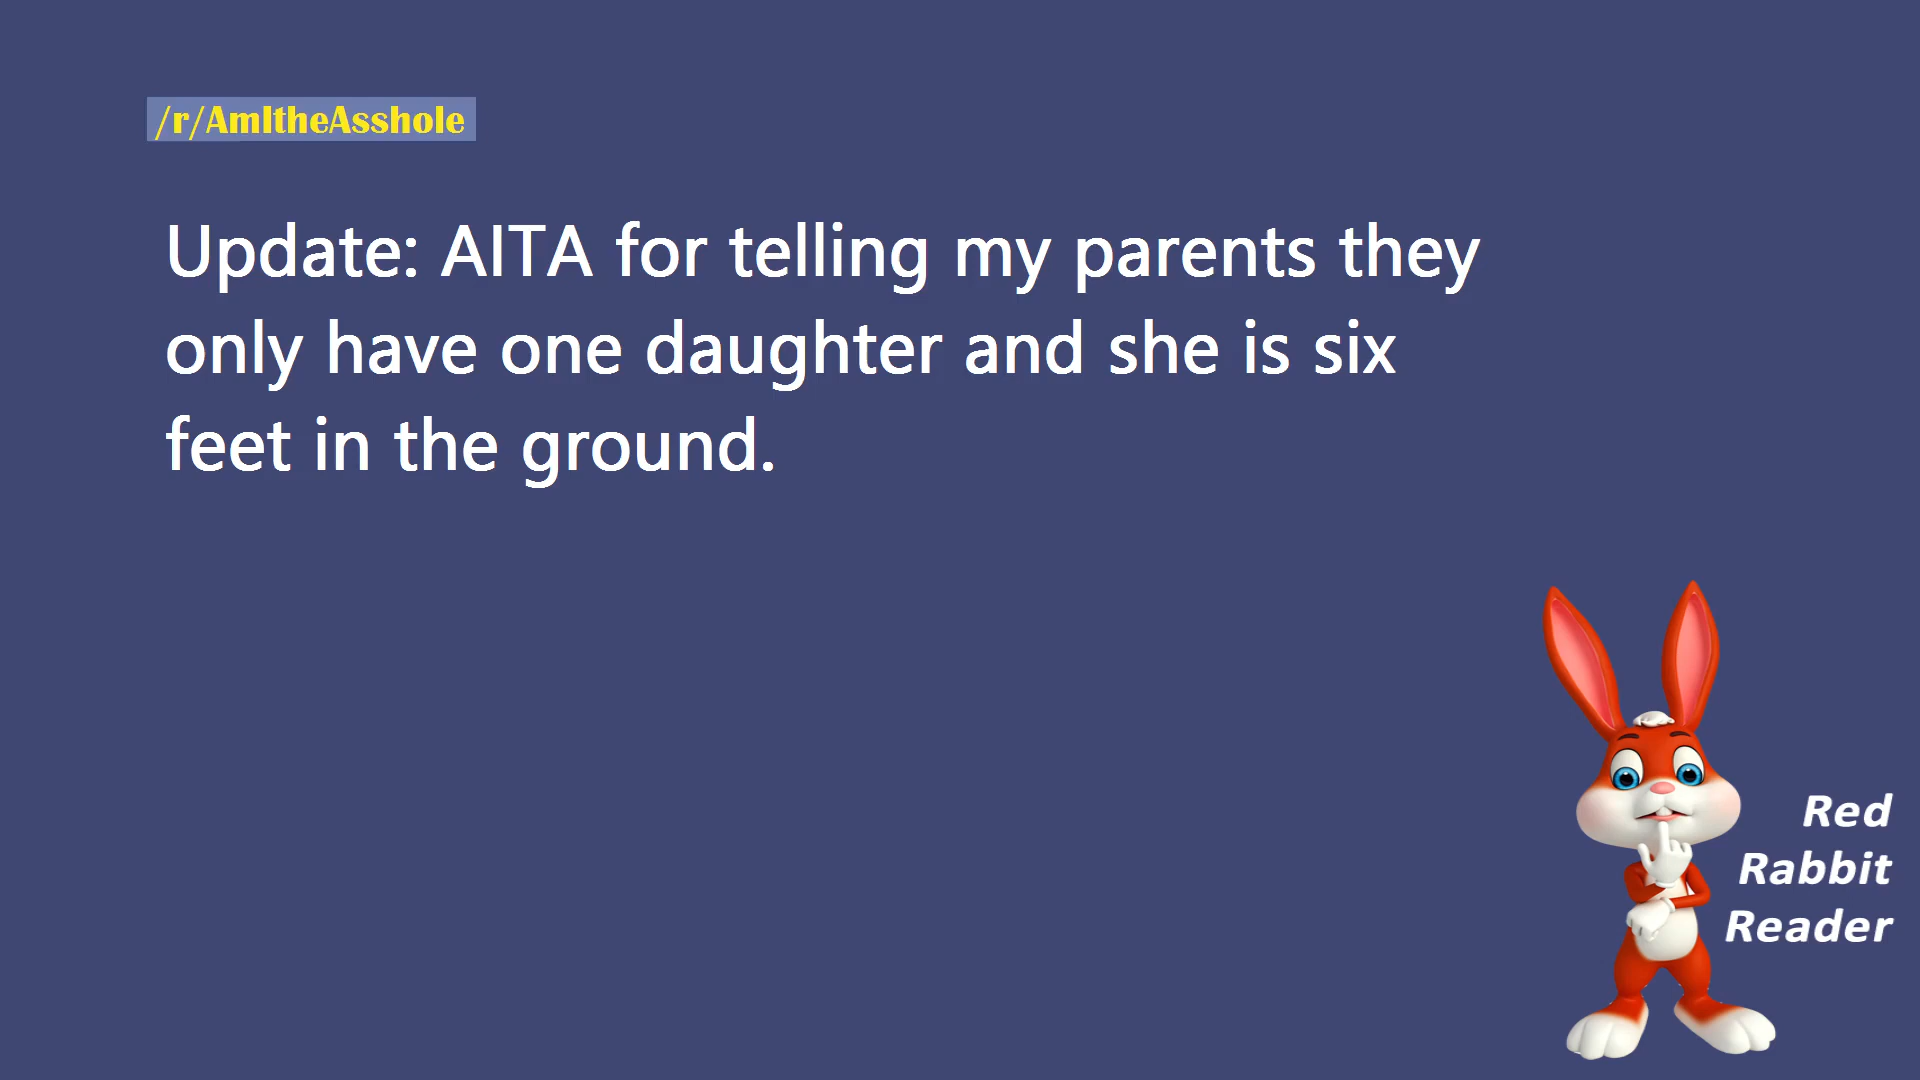 /r/AmItheAsshole
Update: AITA for telling my parents they
only have one daughter and she is six
feet in the ground.
Red
Rabbit
Reader